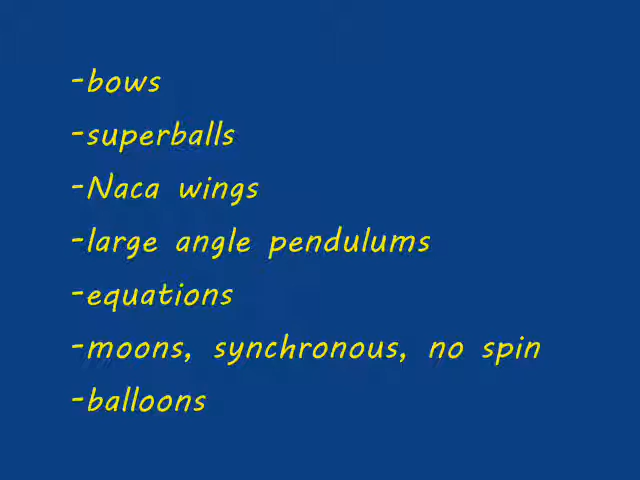 -bows
-superballs
-Naca wings
-large angle pendulums
-equations
-moons, synchronous, no spin
-balloons